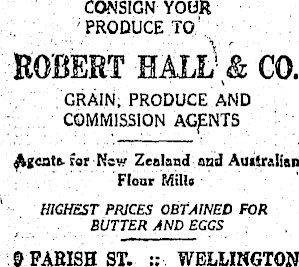 CONSIGN YOUR
PRODUCE TO
ROBERT HALL & CO.
GRAIN, PRODUCE AND
COMMISSION AGENTS
Agents for New Zealand and Australian
Flour Mills
HIGHEST PRICES OBTAINED FOR
BUTTER AND EGGS
9 FARISH ST. :: WELLINGTON